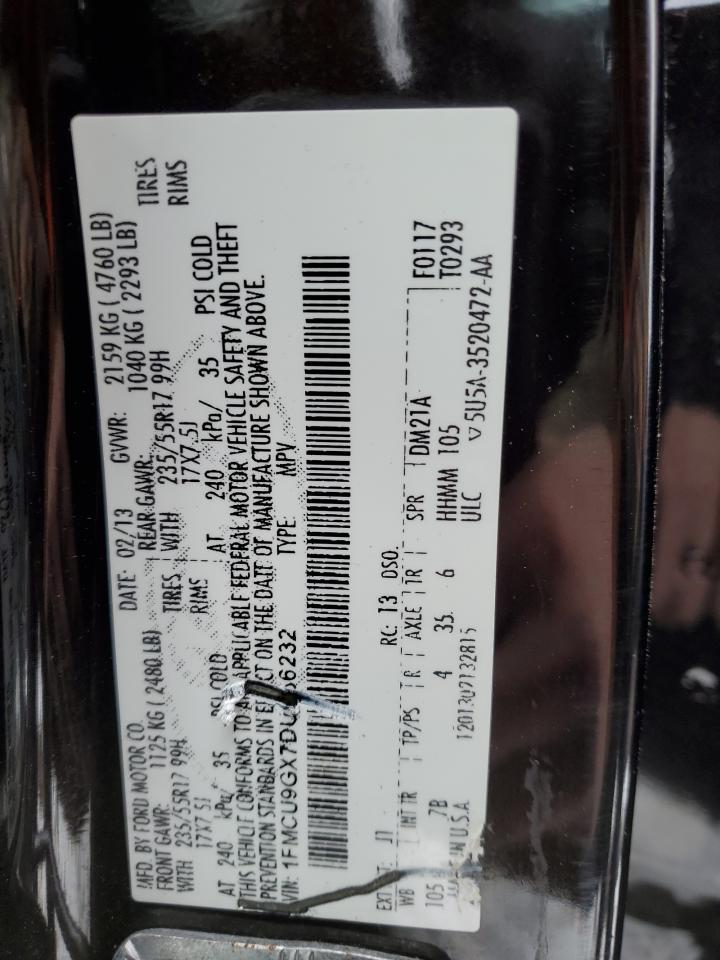 MFD. BY FORD MOTOR CO. DATE: 02/13 GVWR: 2159 KG ( 4760 LB)
FRONT GAWR: 1125 KG ( 2480 LB) REAR GAWR: 1040 KG ( 2293 LB)
WITH 235/55R17 99H TIRES WITH 235/55R17 99H TIRES
17X7.5J RIMS 17X7.5J RIMS
AT 240 kPa/ 35 PSI COLD AT 240 kPa/ 35 PSI COLD
THIS VEHICLE CONFORMS TO APPLICABLE FEDERAL MOTOR VEHICLE SAFETY AND THEFT
PREVENTION STANDARDS IN EFFECT ON THE DATE OF MANUFACTURE SHOWN ABOVE.
VIN: TYPE: MPV
EXT J1 RC: 13 DSO: F0117
WB INT TR TP/PS R AXLE TR SPR DM21A T0293
105 7B 4 35 6 HHMM 105
IN U.S.A. 1201302132815 ULC ▽5U5A-3520472-AA